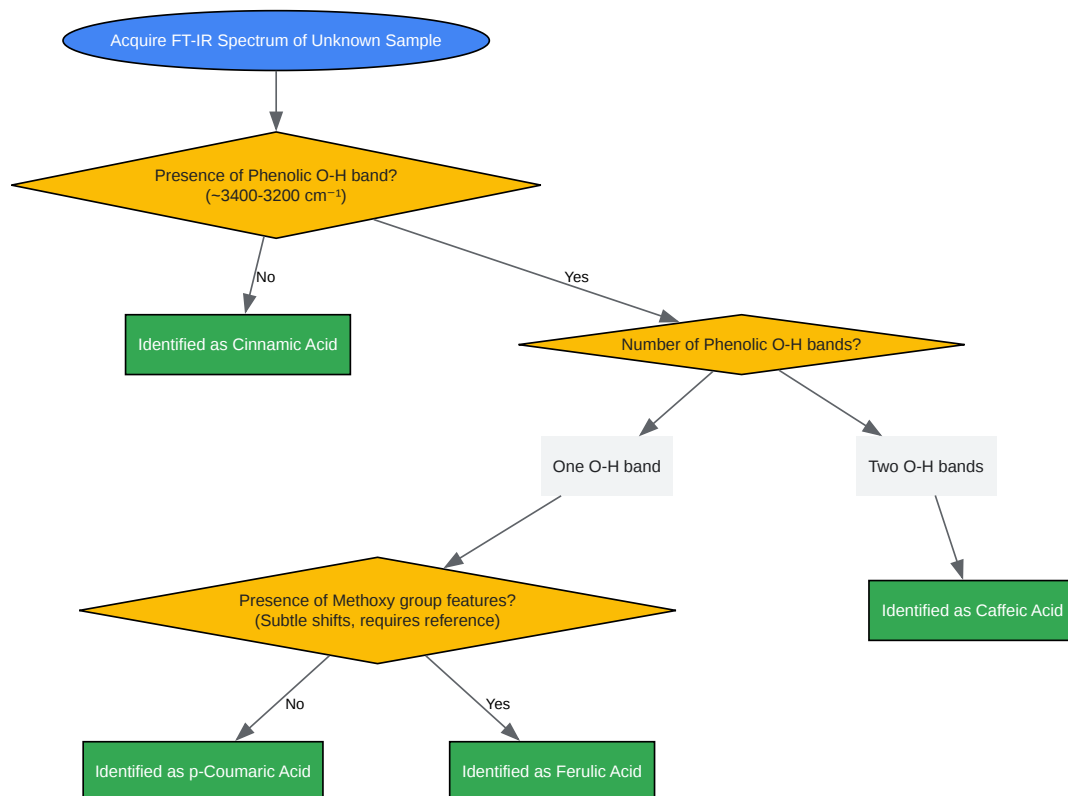 Acquire FT-IR Spectrum of Unknown Sample
Presence of Phenolic O-H band?
(~3400-3200 cm⁻¹)
No
Yes
Identified as Cinnamic Acid
Number of Phenolic O-H bands?
One O-H band
Two O-H bands
Presence of Methoxy group features?
(Subtle shifts, requires reference)
Identified as Caffeic Acid
No
Yes
Identified as p-Coumaric Acid
Identified as Ferulic Acid